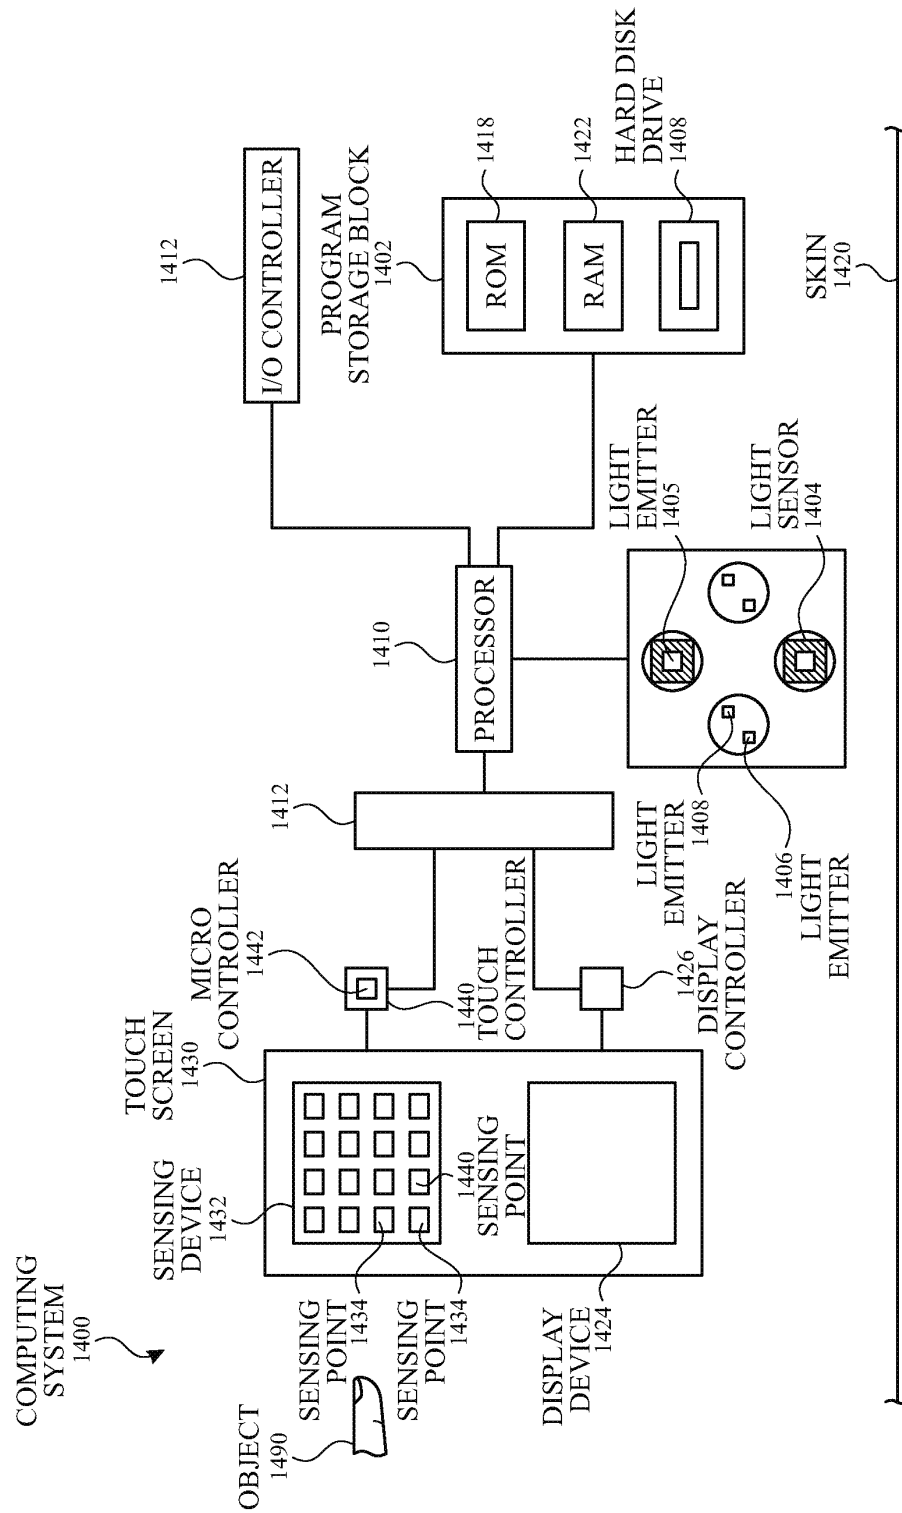 COMPUTING
SYSTEM
1400
OBJECT
1490
TOUCH
SCREEN
1430
SENSING
DEVICE
1432
SENSING
POINT
1434
SENSING
POINT
1434
1440
SENSING
POINT
DISPLAY
DEVICE
1424
MICRO
CONTROLLER
1442
1440
TOUCH
CONTROLLER
1426
DISPLAY
CONTROLLER
1412
1410
PROCESSOR
1412
I/O CONTROLLER
PROGRAM
STORAGE BLOCK
1402
ROM
1418
RAM
1422
HARD DISK
DRIVE
1408
LIGHT
EMITTER
1405
LIGHT
SENSOR
1404
LIGHT
EMITTER
1408
1406
LIGHT
EMITTER
SKIN
1420